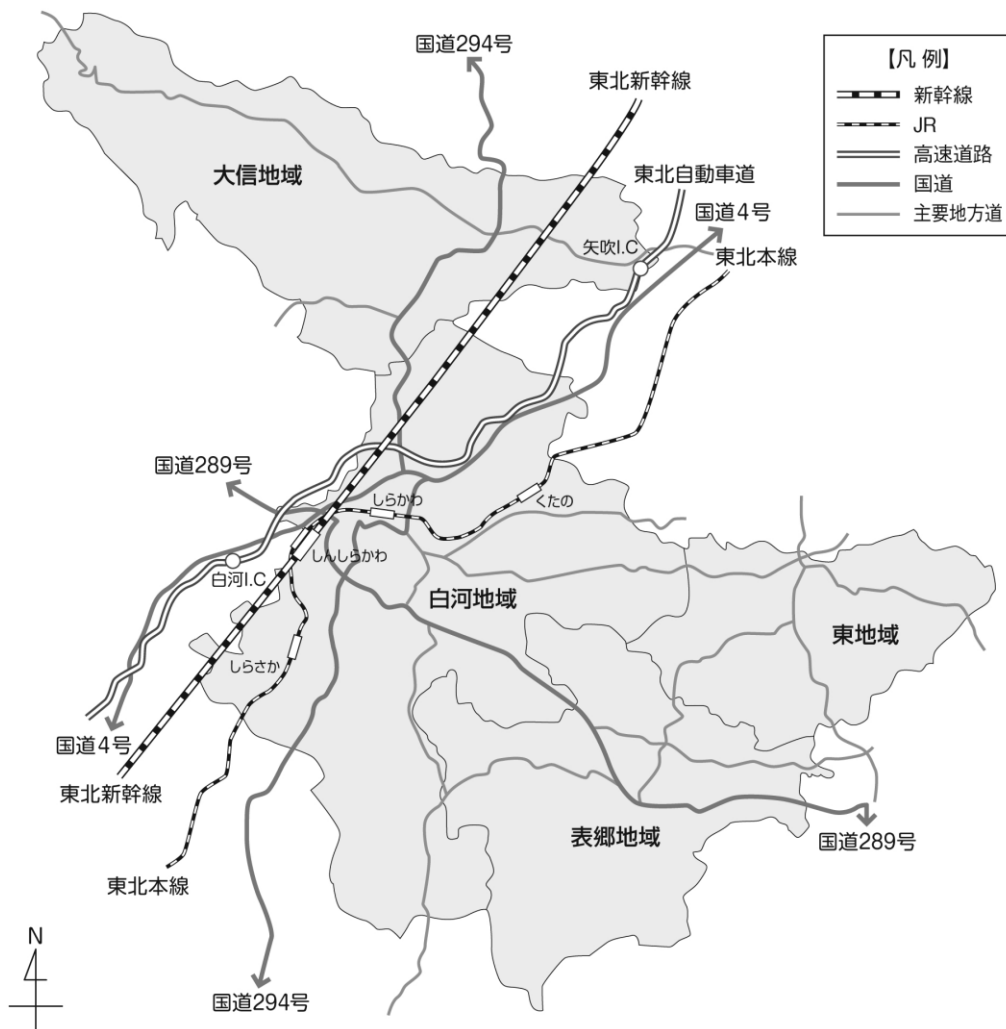 国道294号
【凡例】
東北新幹線
新幹線
JR
大信地域
東北自動車道
高速道路
国道4号
国道
矢吹I.C
東北本線
主要地方道
国道289号
しらかわ
くたの
しんしらかわ
白河I.C
白河地域
東地域
しらさか
国道4号
東北新幹線
表郷地域
国道289号
東北本線
N
国道294号